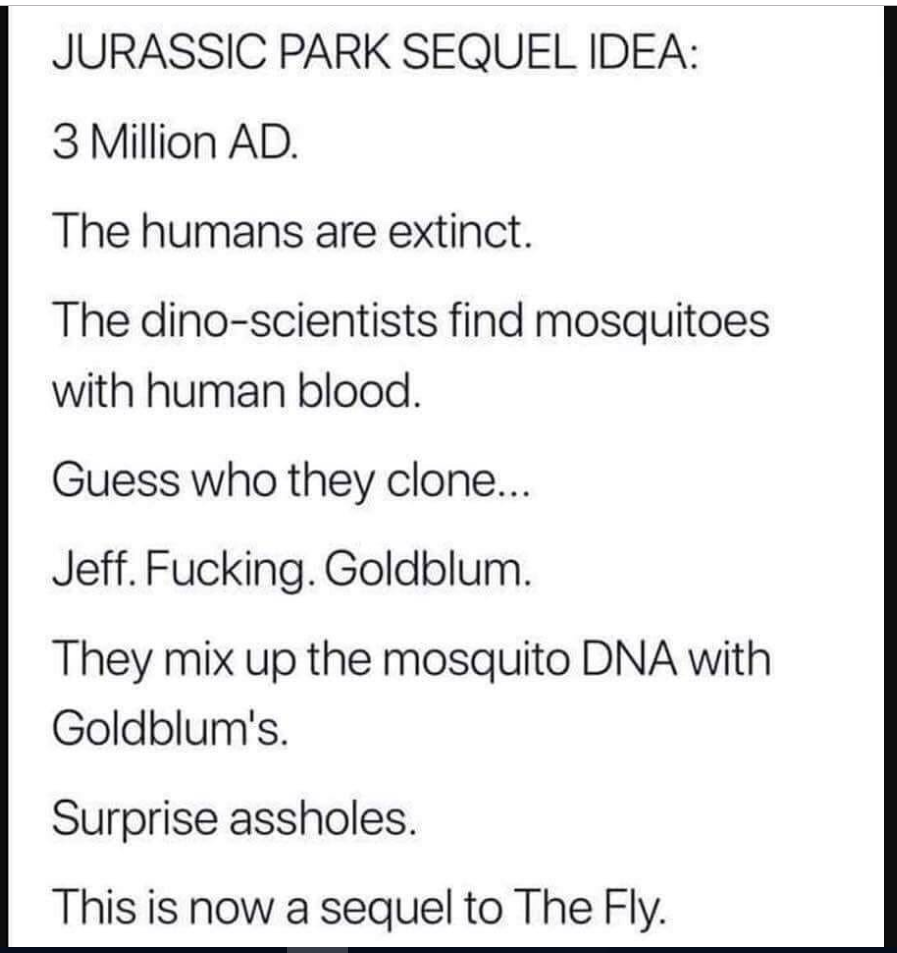 JURASSIC PARK SEQUEL IDEA:
3 Million AD.
The humans are extinct.
The dino-scientists find mosquitoes
with human blood.
Guess who they clone...
Jeff. Fucking. Goldblum.
They mix up the mosquito DNA with
Goldblum's.
Surprise assholes.
This is now a sequel to The Fly.